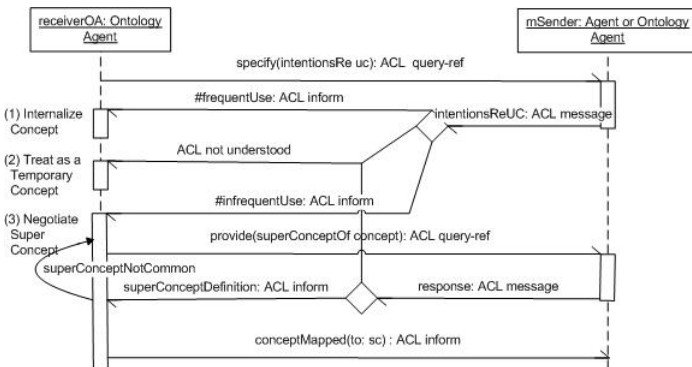 receiverOA: Ontology
Agent
mSender: Agent or Ontology
Agent
specify(intentionsRe uc): ACL query-ref
#frequentUse: ACL inform
(1) Internalize
Concept
intentionsReUC: ACL message
ACL not understood
(2) Treat as a
Temporary
Concept
#infrequentUse: ACL inform
(3) Negotiate
Super
Concept
provide(superConceptOf concept): ACL query-ref
superConceptNotCommon
superConceptDefinition: ACL inform
response: ACL message
conceptMapped(to: sc) : ACL inform